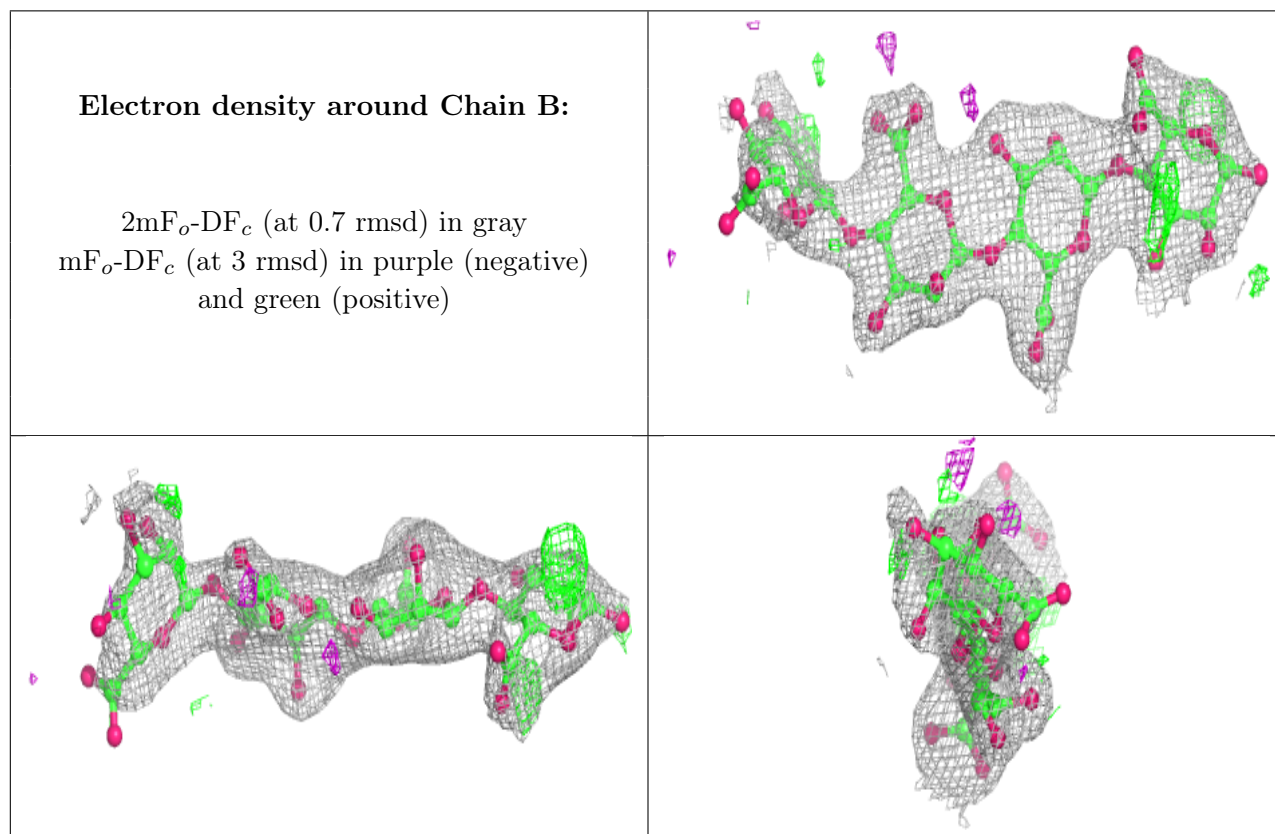 Electron density around Chain B:
2mFₒ-DF𝒸 (at 0.7 rmsd) in gray
mFₒ-DF𝒸 (at 3 rmsd) in purple (negative)
and green (positive)